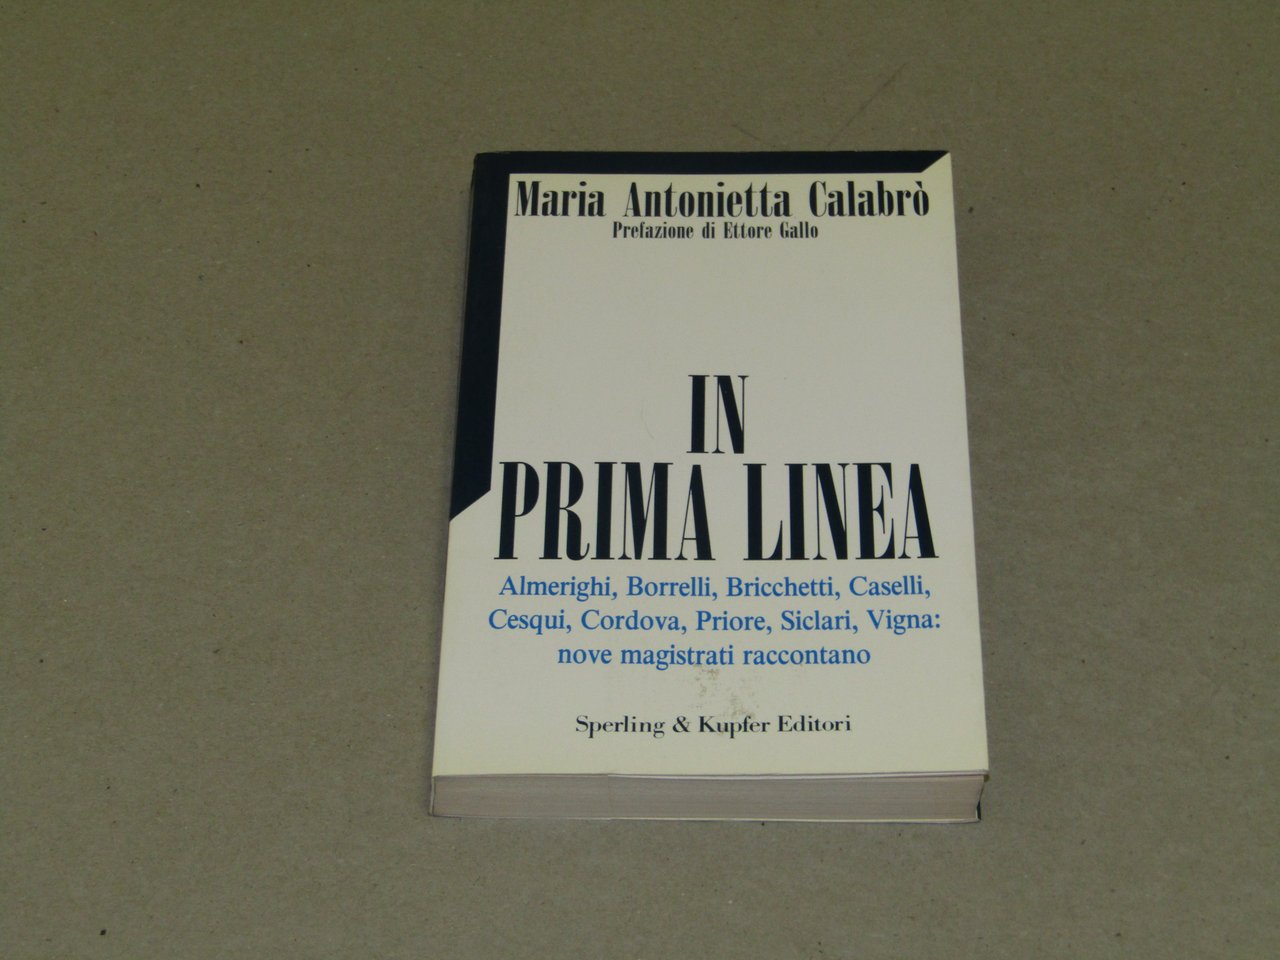 Maria Antonietta Calabrò
Prefazione di Ettore Gallo
IN
PRIMA LINEA
Almerighi, Borrelli, Bricchetti, Caselli,
Cesqui, Cordova, Priore, Siclari, Vigna:
nove magistrati raccontano
Sperling & Kupfer Editori